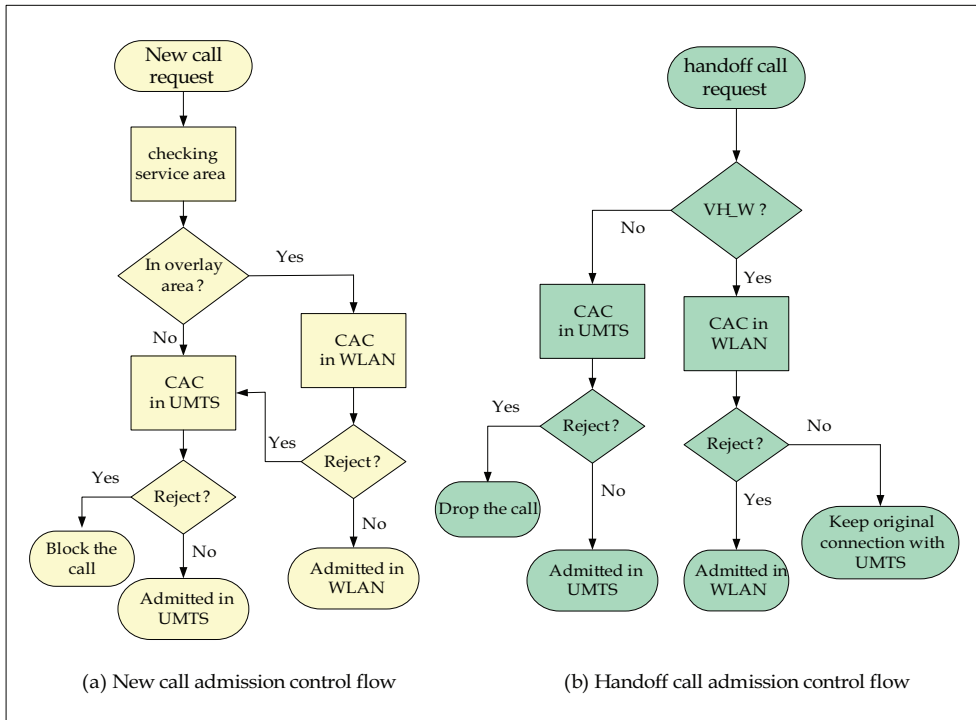 New call
request
checking
service area
In overlay
area?
Yes
No
CAC
in WLAN
CAC
in UMTS
Yes
Reject?
Yes
Reject?
No
No
Block the
call
Admitted in
WLAN
Admitted in
UMTS
(a) New call admission control flow
handoff call
request
VH_W ?
No
Yes
CAC
in UMTS
CAC in
WLAN
Yes
Reject?
Reject?
No
Drop the call
No
Yes
Keep original
connection with
UMTS
Admitted in
UMTS
Admitted in
WLAN
(b) Handoff call admission control flow